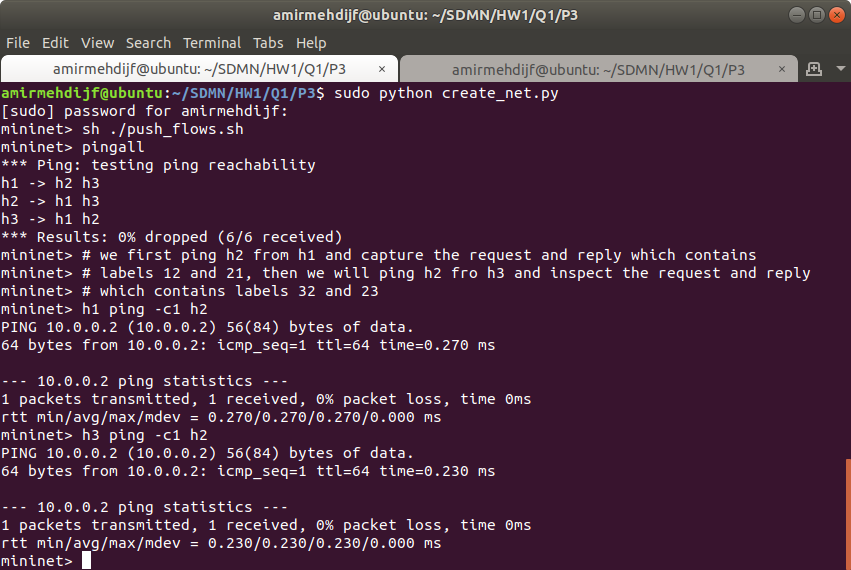 amirmehdijf@ubuntu: ~/SDMN/HW1/Q1/P3
File Edit View Search Terminal Tabs Help
amirmehdijf@ubuntu: ~/SDMN/HW1/Q1/P3 × amirmehdijf@ubuntu: ~/SDMN/HW1/Q1/P3 ×
amirmehdijf@ubuntu:~/SDMN/HW1/Q1/P3$ sudo python create_net.py
[sudo] password for amirmehdijf:
mininet> sh ./push_flows.sh
mininet> pingall
*** Ping: testing ping reachability
h1 -> h2 h3
h2 -> h1 h3
h3 -> h1 h2
*** Results: 0% dropped (6/6 received)
mininet> # we first ping h2 from h1 and capture the request and reply which contains
mininet> # labels 12 and 21, then we will ping h2 fro h3 and inspect the request and reply
mininet> # which contains labels 32 and 23
mininet> h1 ping -c1 h2
PING 10.0.0.2 (10.0.0.2) 56(84) bytes of data.
64 bytes from 10.0.0.2: icmp_seq=1 ttl=64 time=0.270 ms

--- 10.0.0.2 ping statistics ---
1 packets transmitted, 1 received, 0% packet loss, time 0ms
rtt min/avg/max/mdev = 0.270/0.270/0.270/0.000 ms
mininet> h3 ping -c1 h2
PING 10.0.0.2 (10.0.0.2) 56(84) bytes of data.
64 bytes from 10.0.0.2: icmp_seq=1 ttl=64 time=0.230 ms

--- 10.0.0.2 ping statistics ---
1 packets transmitted, 1 received, 0% packet loss, time 0ms
rtt min/avg/max/mdev = 0.230/0.230/0.230/0.000 ms
mininet>